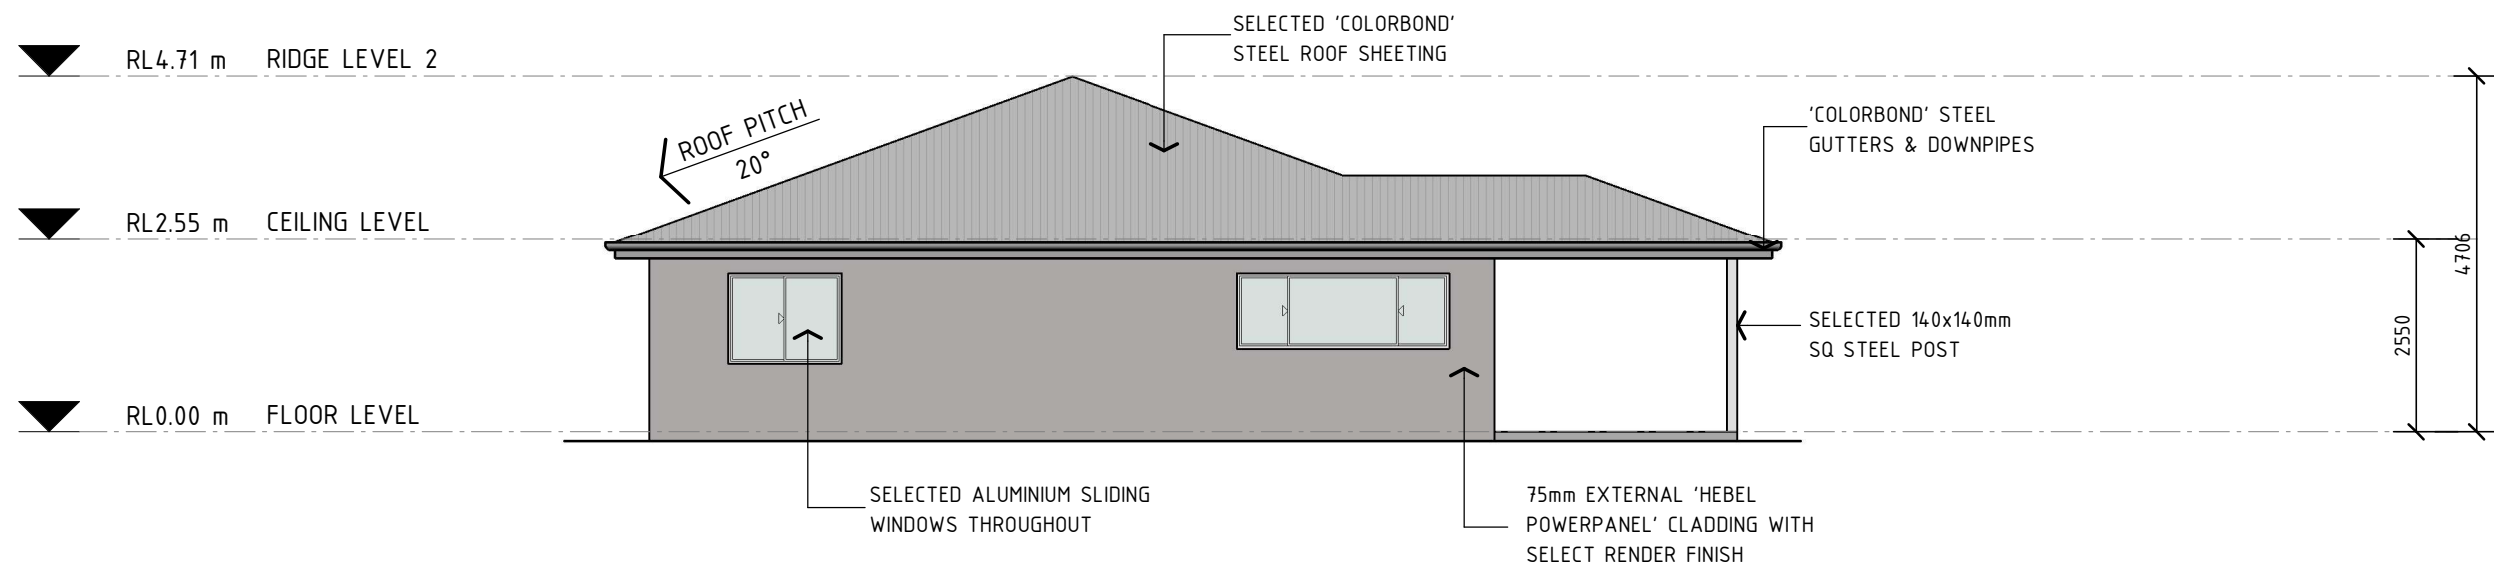 SELECTED 'COLORBOND'
STEEL ROOF SHEETING
RL4.71 m RIDGE LEVEL 2
ROOF PITCH
20°
'COLORBOND' STEEL
GUTTERS & DOWNPIPES
RL2.55 m CEILING LEVEL
4706
SELECTED 140x140mm
SQ STEEL POST
2550
RL0.00 m FLOOR LEVEL
SELECTED ALUMINIUM SLIDING
WINDOWS THROUGHOUT
75mm EXTERNAL 'HEBEL
POWERPANEL' CLADDING WITH
SELECT RENDER FINISH